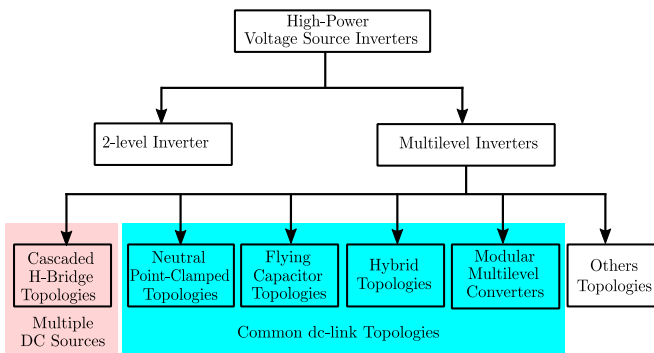 High-Power
Voltage Source Inverters
2-level Inverter
Multilevel Inverters
Cascaded
H-Bridge
Topologies
Neutral
Point-Clamped
Topologies
Flying
Capacitor
Topologies
Hybrid
Topologies
Modular
Multilevel
Converters
Others
Topologies
Multiple
DC Sources
Common dc-link Topologies